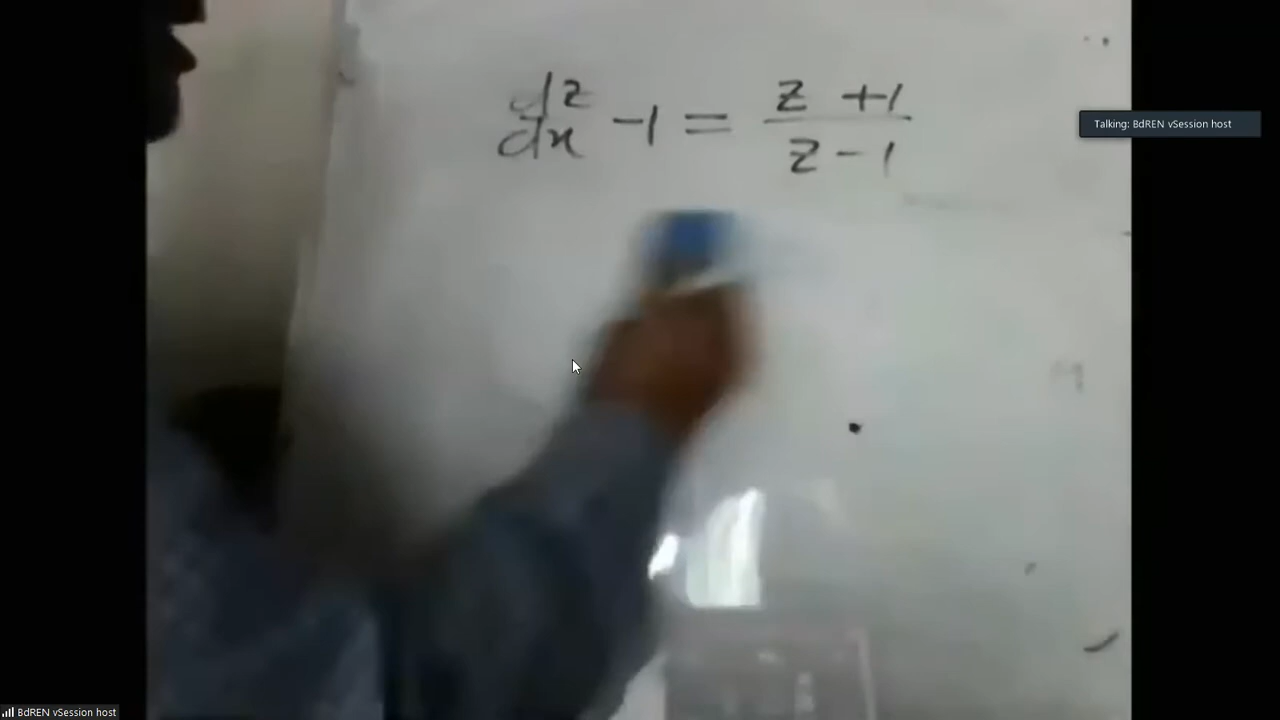 dz/dx - 1 = z + 1 / z - 1
Talking: BdREN vSession host
BdREN vSession host